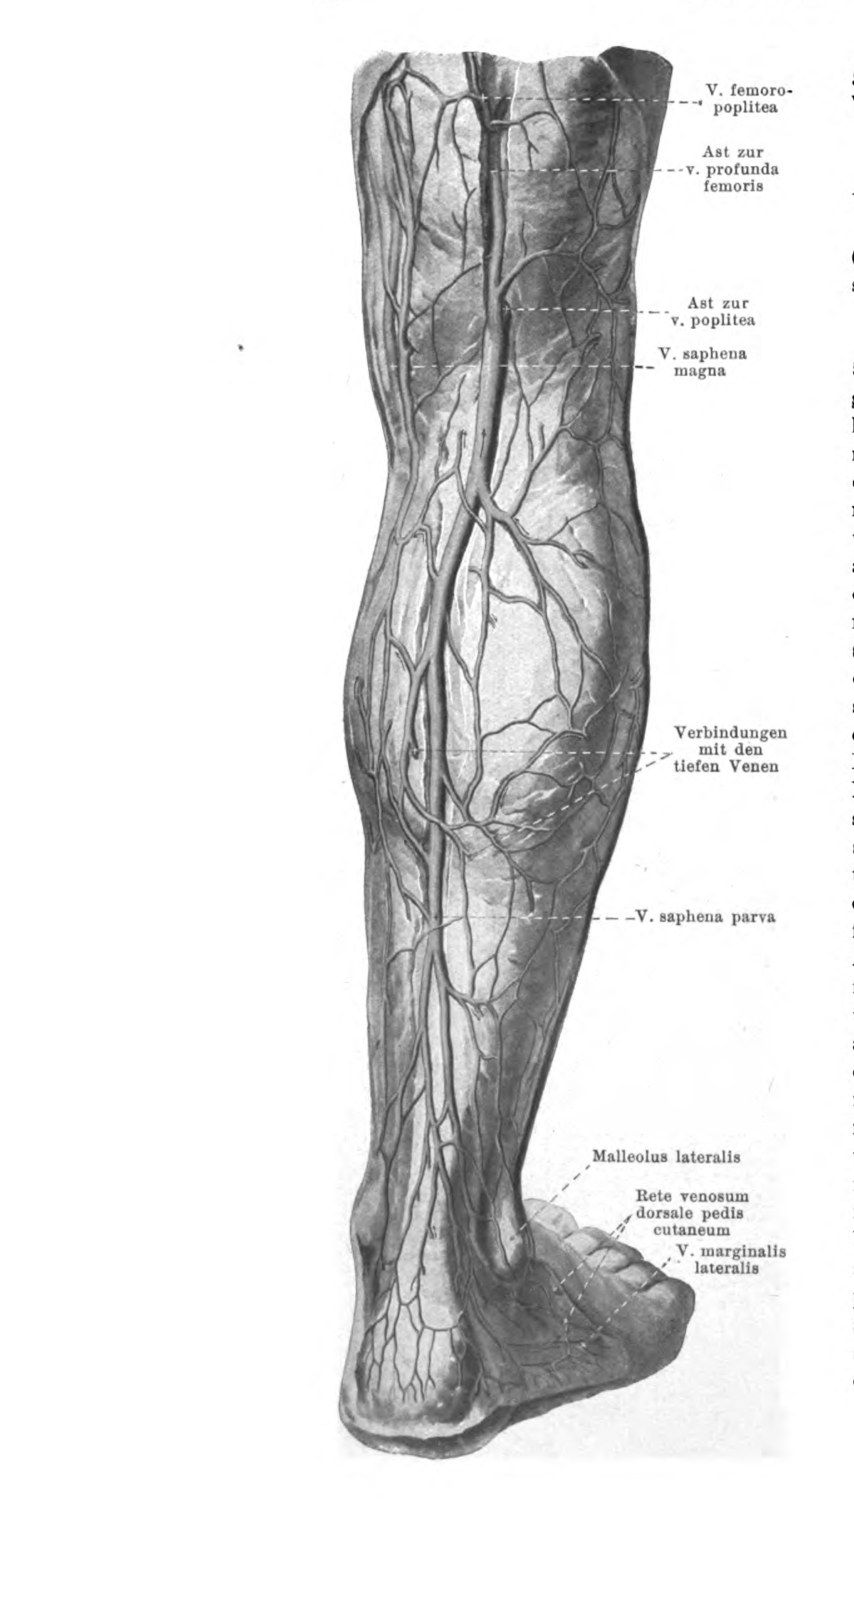 V. femoro-
poplitea
Ast zur
v. profunda
femoris
Ast zur
v. poplitea
V. saphena
magna
Verbindungen
mit den
tiefen Venen
V. saphena parva
Malleolus lateralis
Rete venosum
dorsale pedis
cutaneum
V. marginalis
lateralis